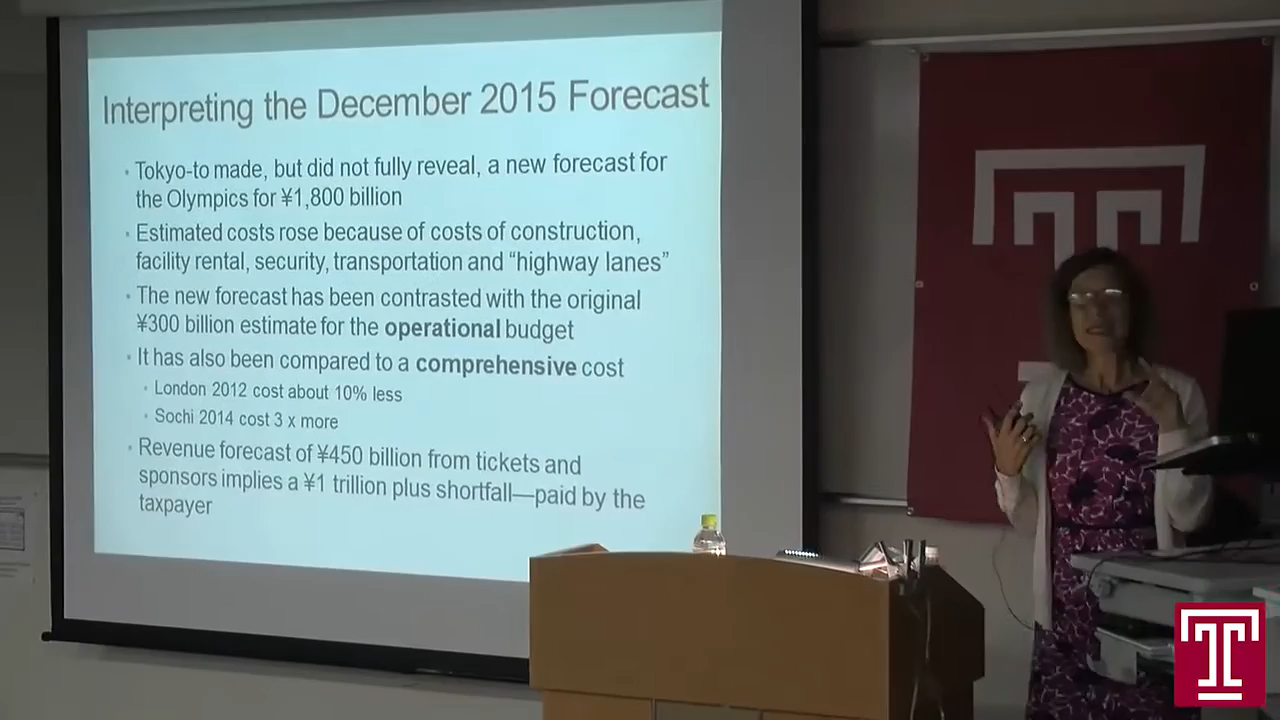 Interpreting the December 2015 Forecast
• Tokyo-to made, but did not fully reveal, a new forecast for
the Olympics for ¥1,800 billion
• Estimated costs rose because of costs of construction,
facility rental, security, transportation and “highway lanes”
• The new forecast has been contrasted with the original
¥300 billion estimate for the operational budget
• It has also been compared to a comprehensive cost
• London 2012 cost about 10% less
• Sochi 2014 cost 3 x more
• Revenue forecast of ¥450 billion from tickets and
sponsors implies a ¥1 trillion plus shortfall—paid by the
taxpayer